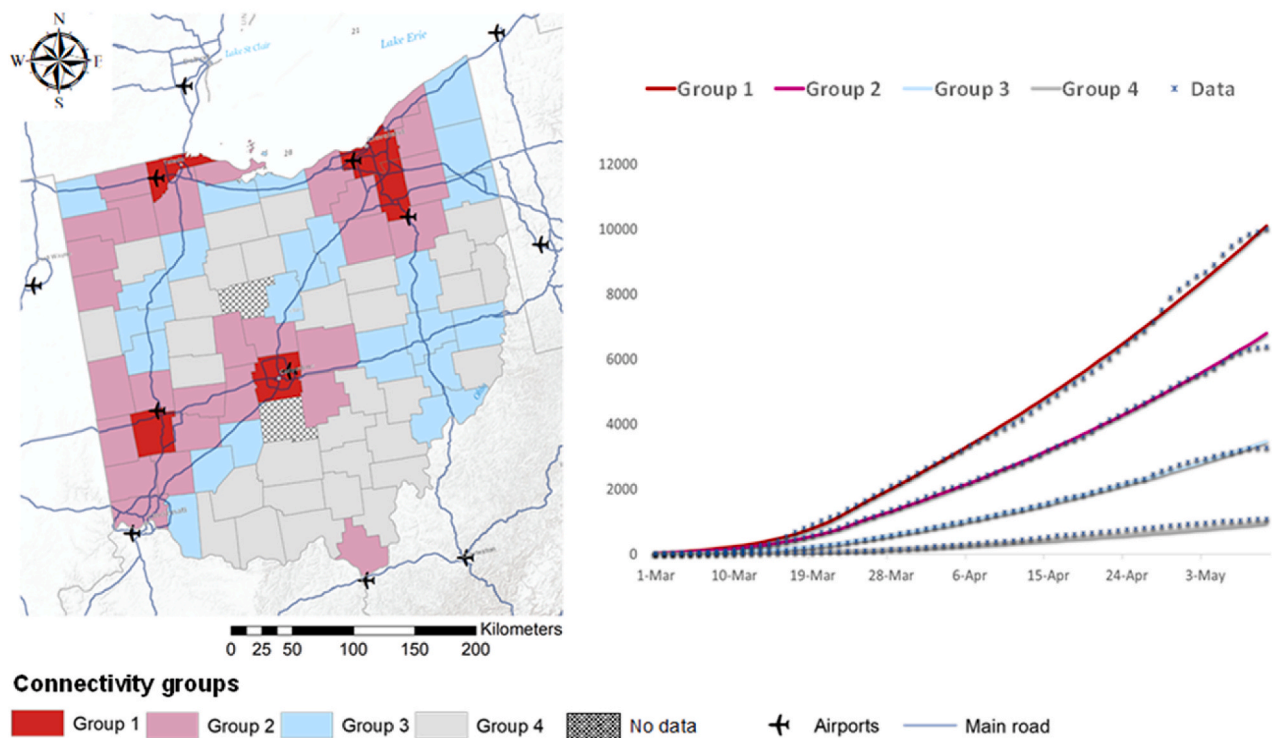 N
W E
S
Lake St Clair
Lake Erie
21
Toledo
28
Group 1 Group 2 Group 3 Group 4 Data
12000
10000
8000
6000
4000
2000
0
1-Mar 10-Mar 19-Mar 28-Mar 6-Apr 15-Apr 24-Apr 3-May
Kilometers
0 25 50 100 150 200
Connectivity groups
Group 1 Group 2 Group 3 Group 4 No data Airports Main road